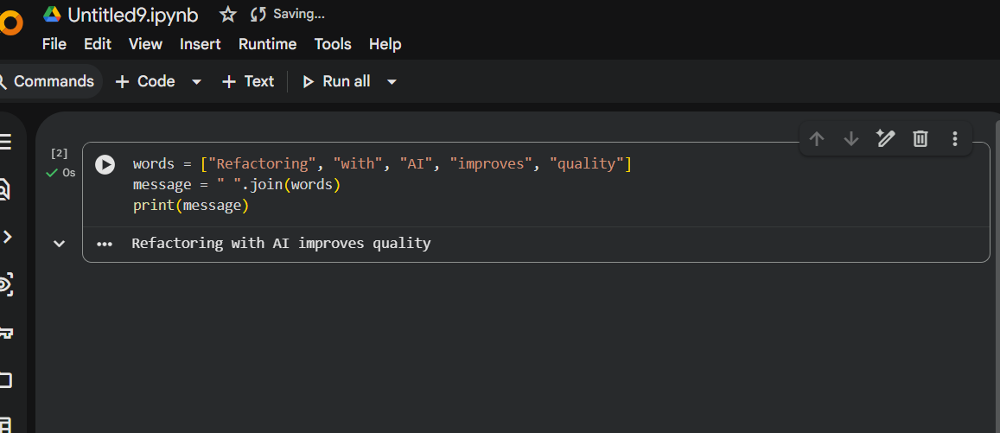 Untitled9.ipynb Saving...
File Edit View Insert Runtime Tools Help
Commands + Code + Text Run all
[2] words = ["Refactoring", "with", "AI", "improves", "quality"]
0s message = " ".join(words)
print(message)
Refactoring with AI improves quality